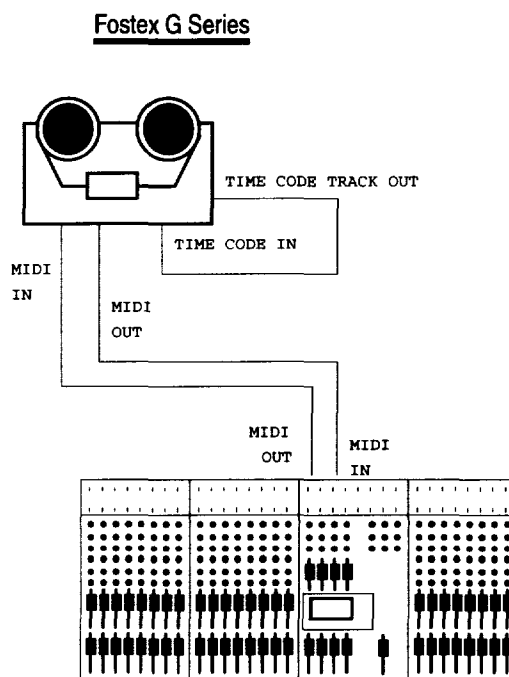 Fostex G Series
TIME CODE TRACK OUT
TIME CODE IN
MIDI
IN
MIDI
OUT
MIDI
OUT
MIDI
IN